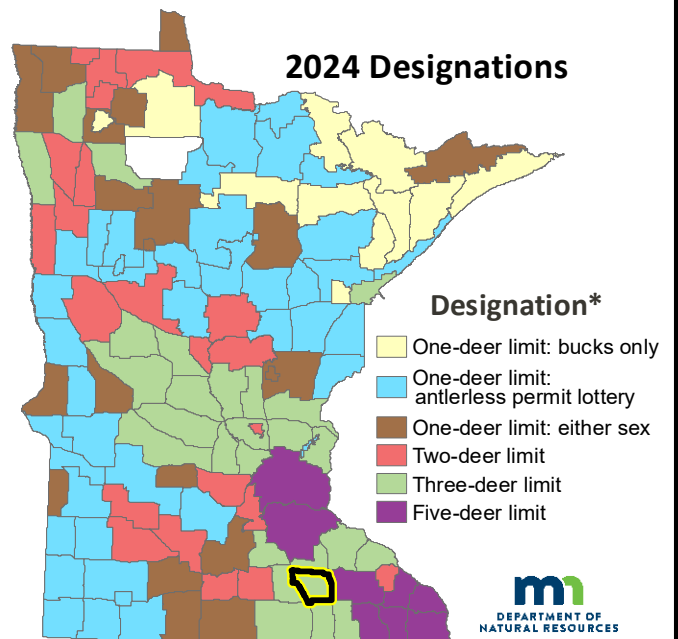 2024 Designations
Designation*
One-deer limit: bucks only
One-deer limit:
antlerless permit lottery
One-deer limit: either sex
Two-deer limit
Three-deer limit
Five-deer limit
mn
DEPARTMENT OF
NATURAL RESOURCES